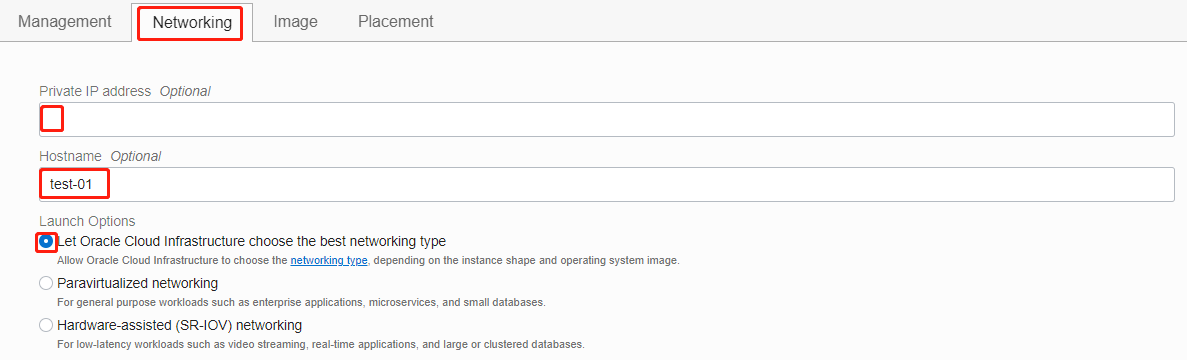 Management Networking Image Placement
Private IP address Optional
Hostname Optional
test-01
Launch Options
Let Oracle Cloud Infrastructure choose the best networking type
Allow Oracle Cloud Infrastructure to choose the networking type, depending on the instance shape and operating system image.
Paravirtualized networking
For general purpose workloads such as enterprise applications, microservices, and small databases.
Hardware-assisted (SR-IOV) networking
For low-latency workloads such as video streaming, real-time applications, and large or clustered databases.